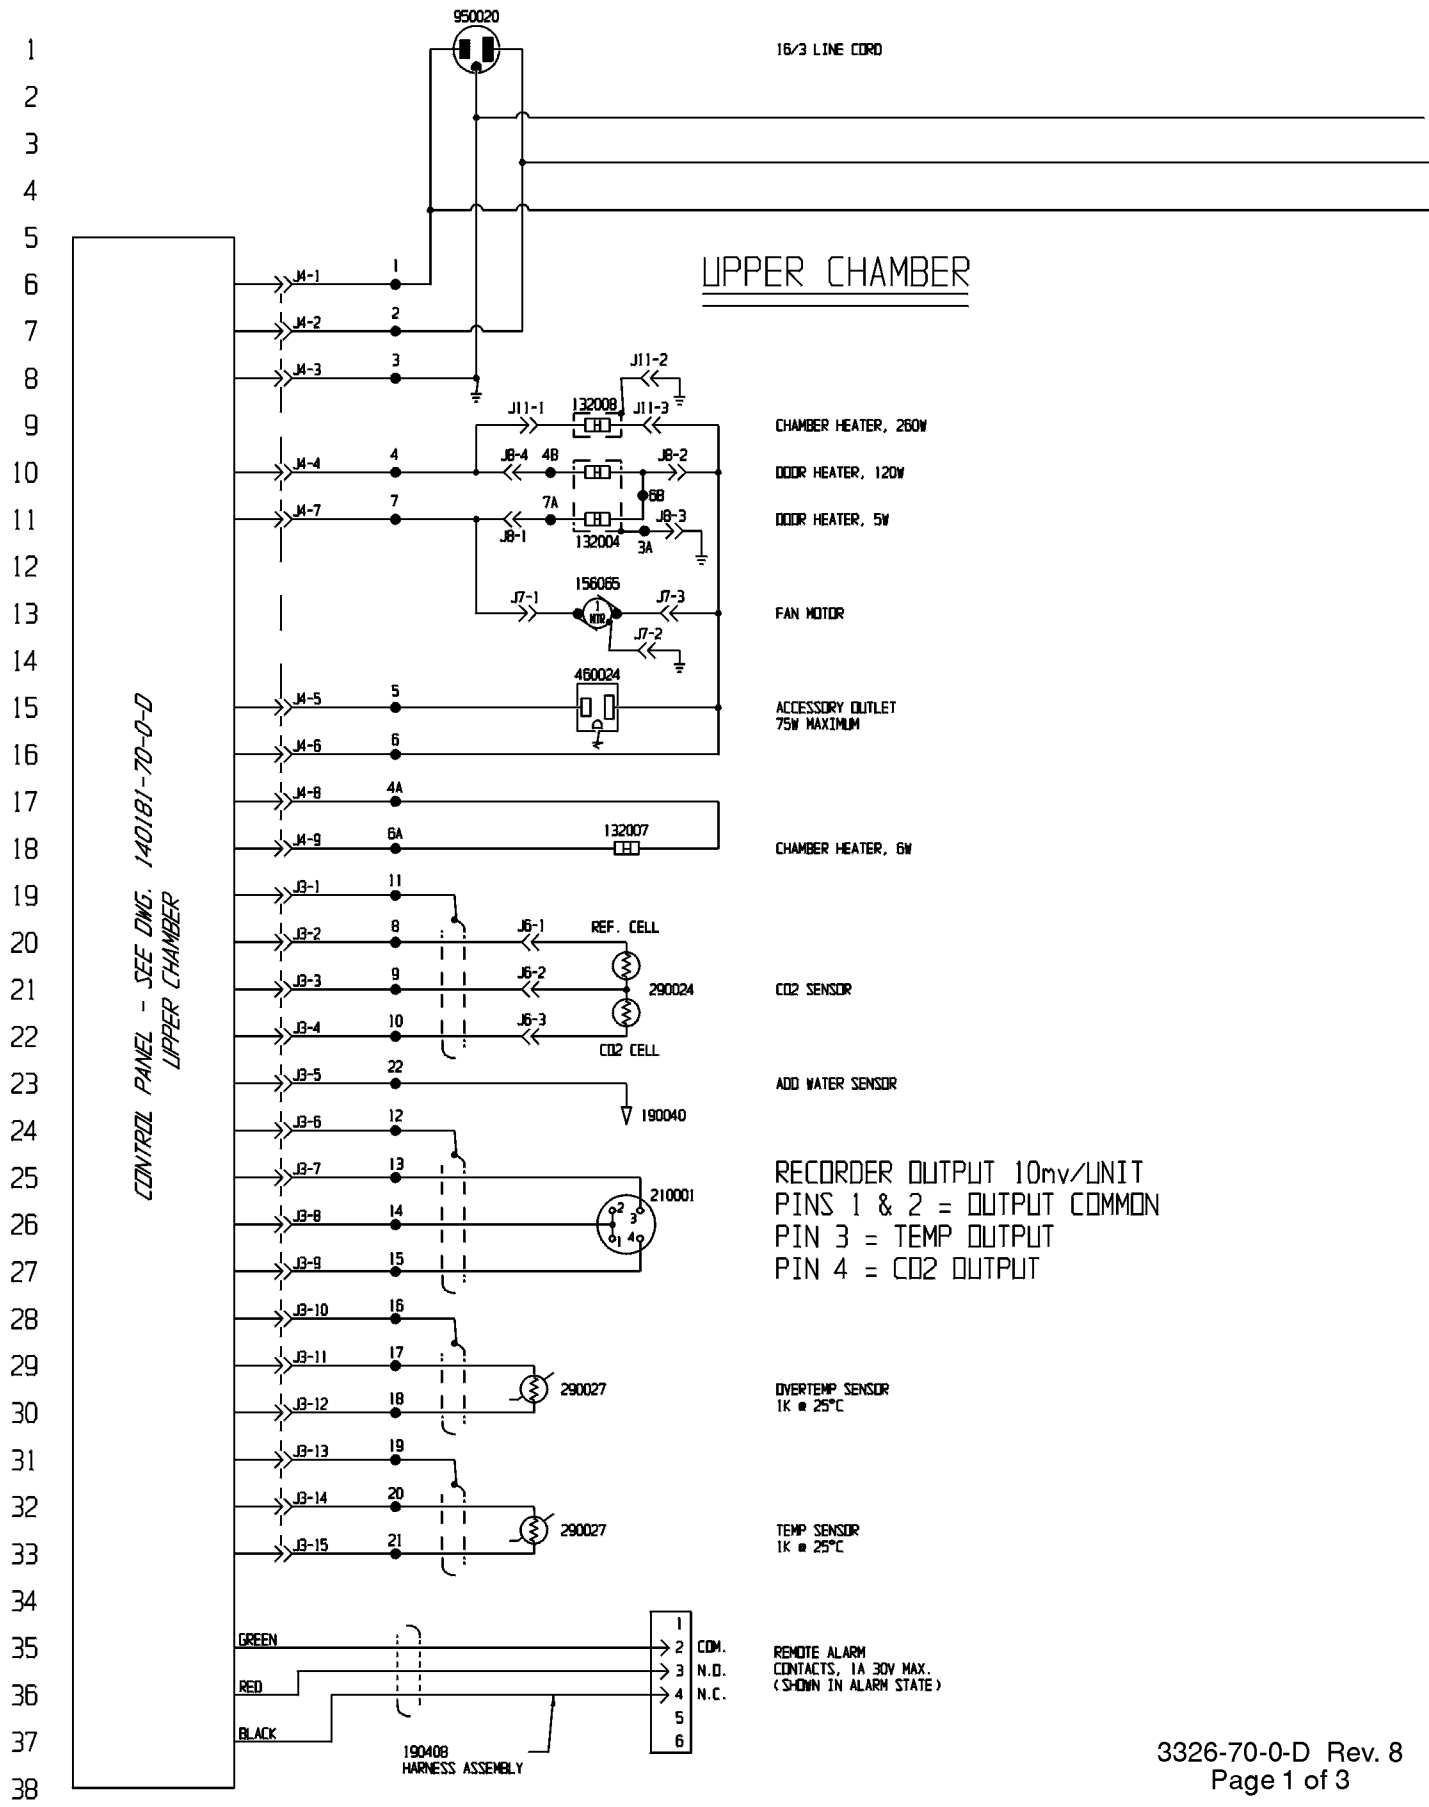 950020
1 16/3 LINE CORD
2
3
4
5
UPPER CHAMBER
6 J4-1 1
7 J4-2 2
8 J4-3 3 J11-2
9 J11-1 132008 J11-3 CHAMBER HEATER, 260W
10 J4-4 4 J8-4 4B J8-2 DOOR HEATER, 120W
6B
11 J4-7 7 7A J8-3 DOOR HEATER, 5W
J8-1 132004 3A
12
156065
13 J7-1 1 MTR J7-3 FAN MOTOR
J7-2
14
460024
15 J4-5 5 ACCESSORY OUTLET
75W MAXIMUM
16 J4-6 6
17 J4-8 4A
18 J4-9 6A 132007 CHAMBER HEATER, 6W
CONTROL PANEL - SEE DWG. 140181-70-0-D
UPPER CHAMBER
19 J3-1 11
20 J3-2 8 J6-1 REF. CELL
21 J3-3 9 J6-2 290024 CO2 SENSOR
22 J3-4 10 J6-3
CO2 CELL
23 J3-5 22 ADD WATER SENSOR
190040
24 J3-6 12
25 J3-7 13 RECORDER OUTPUT 10mv/UNIT
210001
2 3 PINS 1 & 2 = OUTPUT COMMON
26 J3-8 14
1 4 PIN 3 = TEMP OUTPUT
27 J3-9 15 PIN 4 = CO2 OUTPUT
28 J3-10 16
29 J3-11 17
290027 OVERTEMP SENSOR
30 J3-12 18 1K @ 25°C
31 J3-13 19
32 J3-14 20
290027 TEMP SENSOR
33 J3-15 21 1K @ 25°C
34
1
35 GREEN 2 COM. REMOTE ALARM
3 N.O. CONTACTS, 1A 30V MAX.
36 RED 4 N.C. (SHOWN IN ALARM STATE)
5
37 BLACK 6
190408
HARNESS ASSEMBLY
38
3326-70-0-D Rev. 8
Page 1 of 3